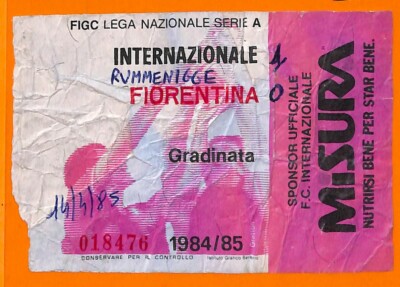 FIGC LEGA NAZIONALE SERIE A
INTERNAZIONALE 1
RUMMENIGGE
FIORENTINA 0
Gradinata
14/4/85
018476 1984/85
CONSERVARE PER IL CONTROLLO
SPONSOR UFFICIALE
F.C. INTERNAZIONALE
MISURA
NUTRIRSI BENE PER STAR BENE.